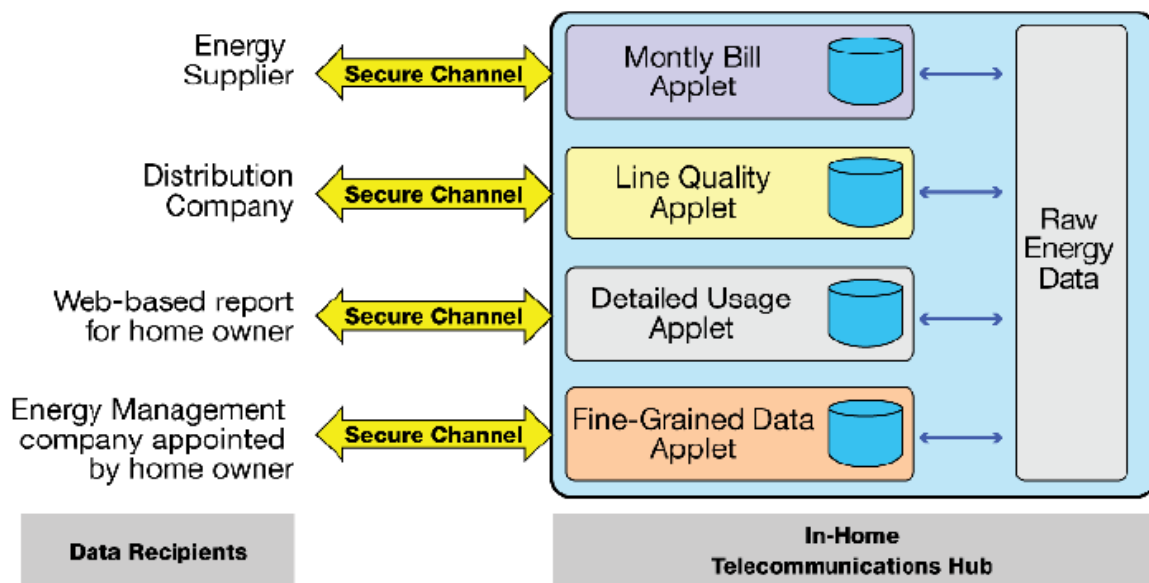 Energy
Supplier
Secure Channel
Montly Bill
Applet
Distribution
Company
Secure Channel
Line Quality
Applet
Raw
Energy
Data
Web-based report
for home owner
Secure Channel
Detailed Usage
Applet
Energy Management
company appointed
by home owner
Secure Channel
Fine-Grained Data
Applet
Data Recipients
In-Home
Telecommunications Hub